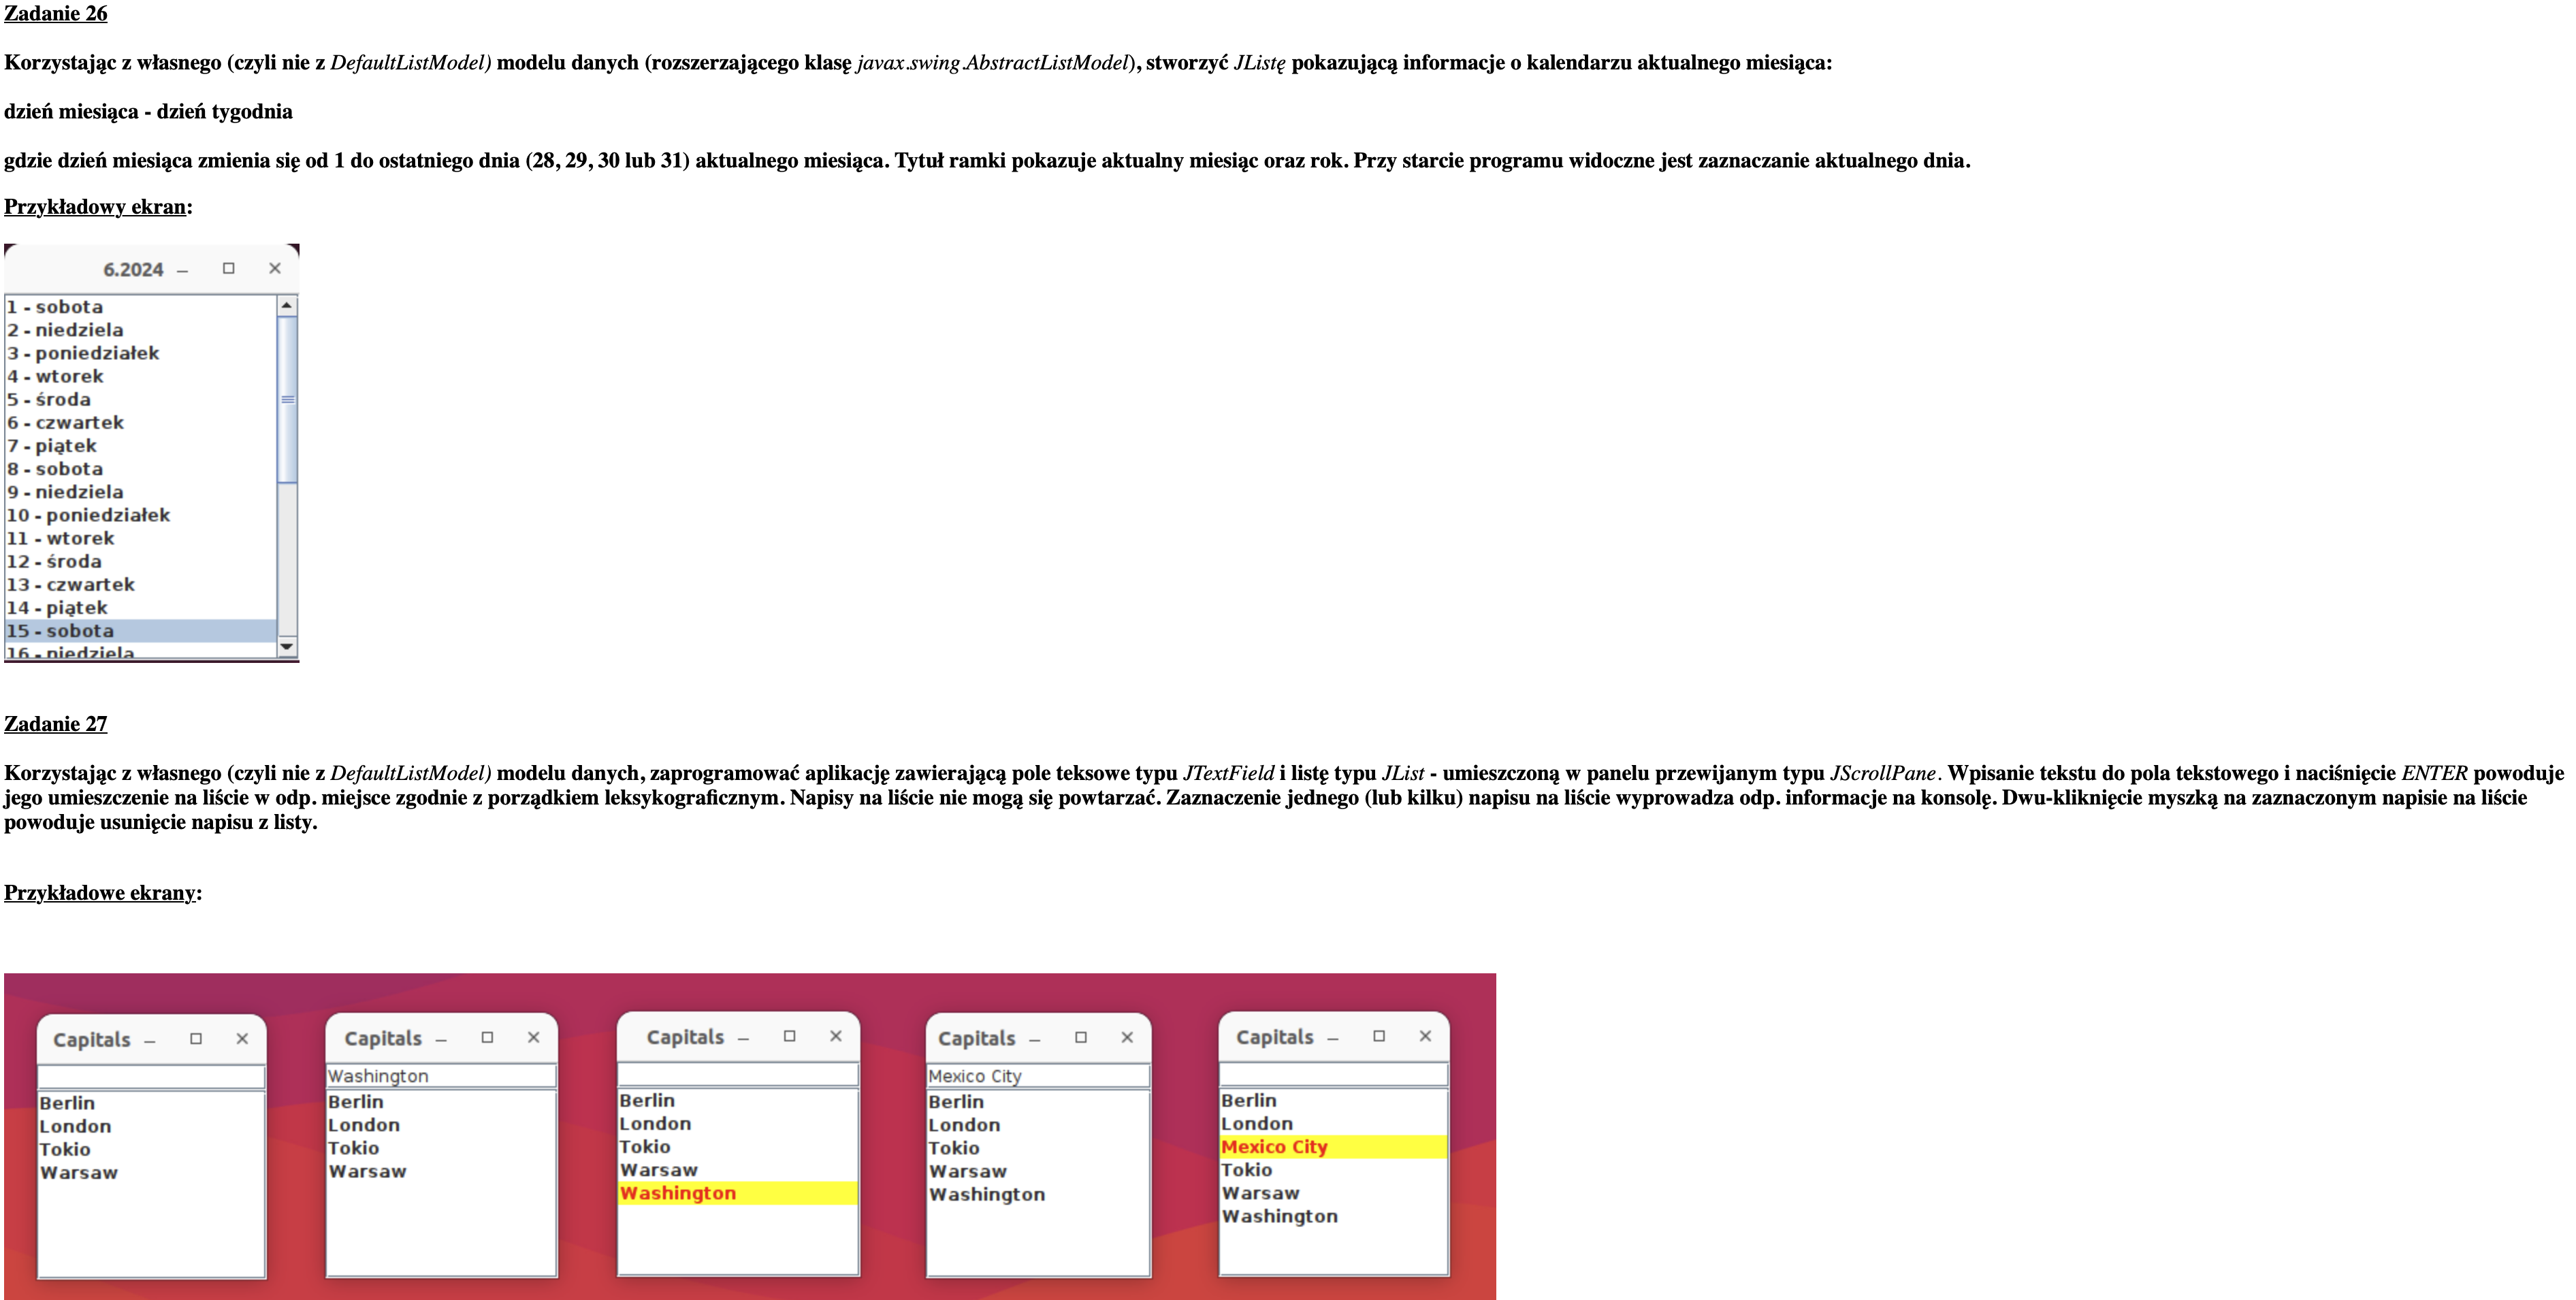 Zadanie 26
Korzystając z własnego (czyli nie z DefaultListModel) modelu danych (rozszerzającego klasę javax.swing.AbstractListModel), stworzyć JListę pokazującą informacje o kalendarzu aktualnego miesiąca:
dzień miesiąca - dzień tygodnia
gdzie dzień miesiąca zmienia się od 1 do ostatniego dnia (28, 29, 30 lub 31) aktualnego miesiąca. Tytuł ramki pokazuje aktualny miesiąc oraz rok. Przy starcie programu widoczne jest zaznaczanie aktualnego dnia.
Przykładowy ekran:
6.2024
1 - sobota
2 - niedziela
3 - poniedziałek
4 - wtorek
5 - środa
6 - czwartek
7 - piątek
8 - sobota
9 - niedziela
10 - poniedziałek
11 - wtorek
12 - środa
13 - czwartek
14 - piątek
15 - sobota
16 - niedziela
Zadanie 27
Korzystając z własnego (czyli nie z DefaultListModel) modelu danych, zaprogramować aplikację zawierającą pole teksowe typu JTextField i listę typu JList - umieszczoną w panelu przewijanym typu JScrollPane. Wpisanie tekstu do pola tekstowego i naciśnięcie ENTER powoduje
jego umieszczenie na liście w odp. miejsce zgodnie z porządkiem leksykograficznym. Napisy na liście nie mogą się powtarzać. Zaznaczenie jednego (lub kilku) napisu na liście wyprowadza odp. informacje na konsolę. Dwu-kliknięcie myszką na zaznaczonym napisie na liście
powoduje usunięcie napisu z listy.
Przykładowe ekrany:
Capitals
Berlin
London
Tokio
Warsaw
Capitals
Washington
Berlin
London
Tokio
Warsaw
Capitals
Berlin
London
Tokio
Warsaw
Washington
Capitals
Mexico City
Berlin
London
Tokio
Warsaw
Washington
Capitals
Berlin
London
Mexico City
Tokio
Warsaw
Washington